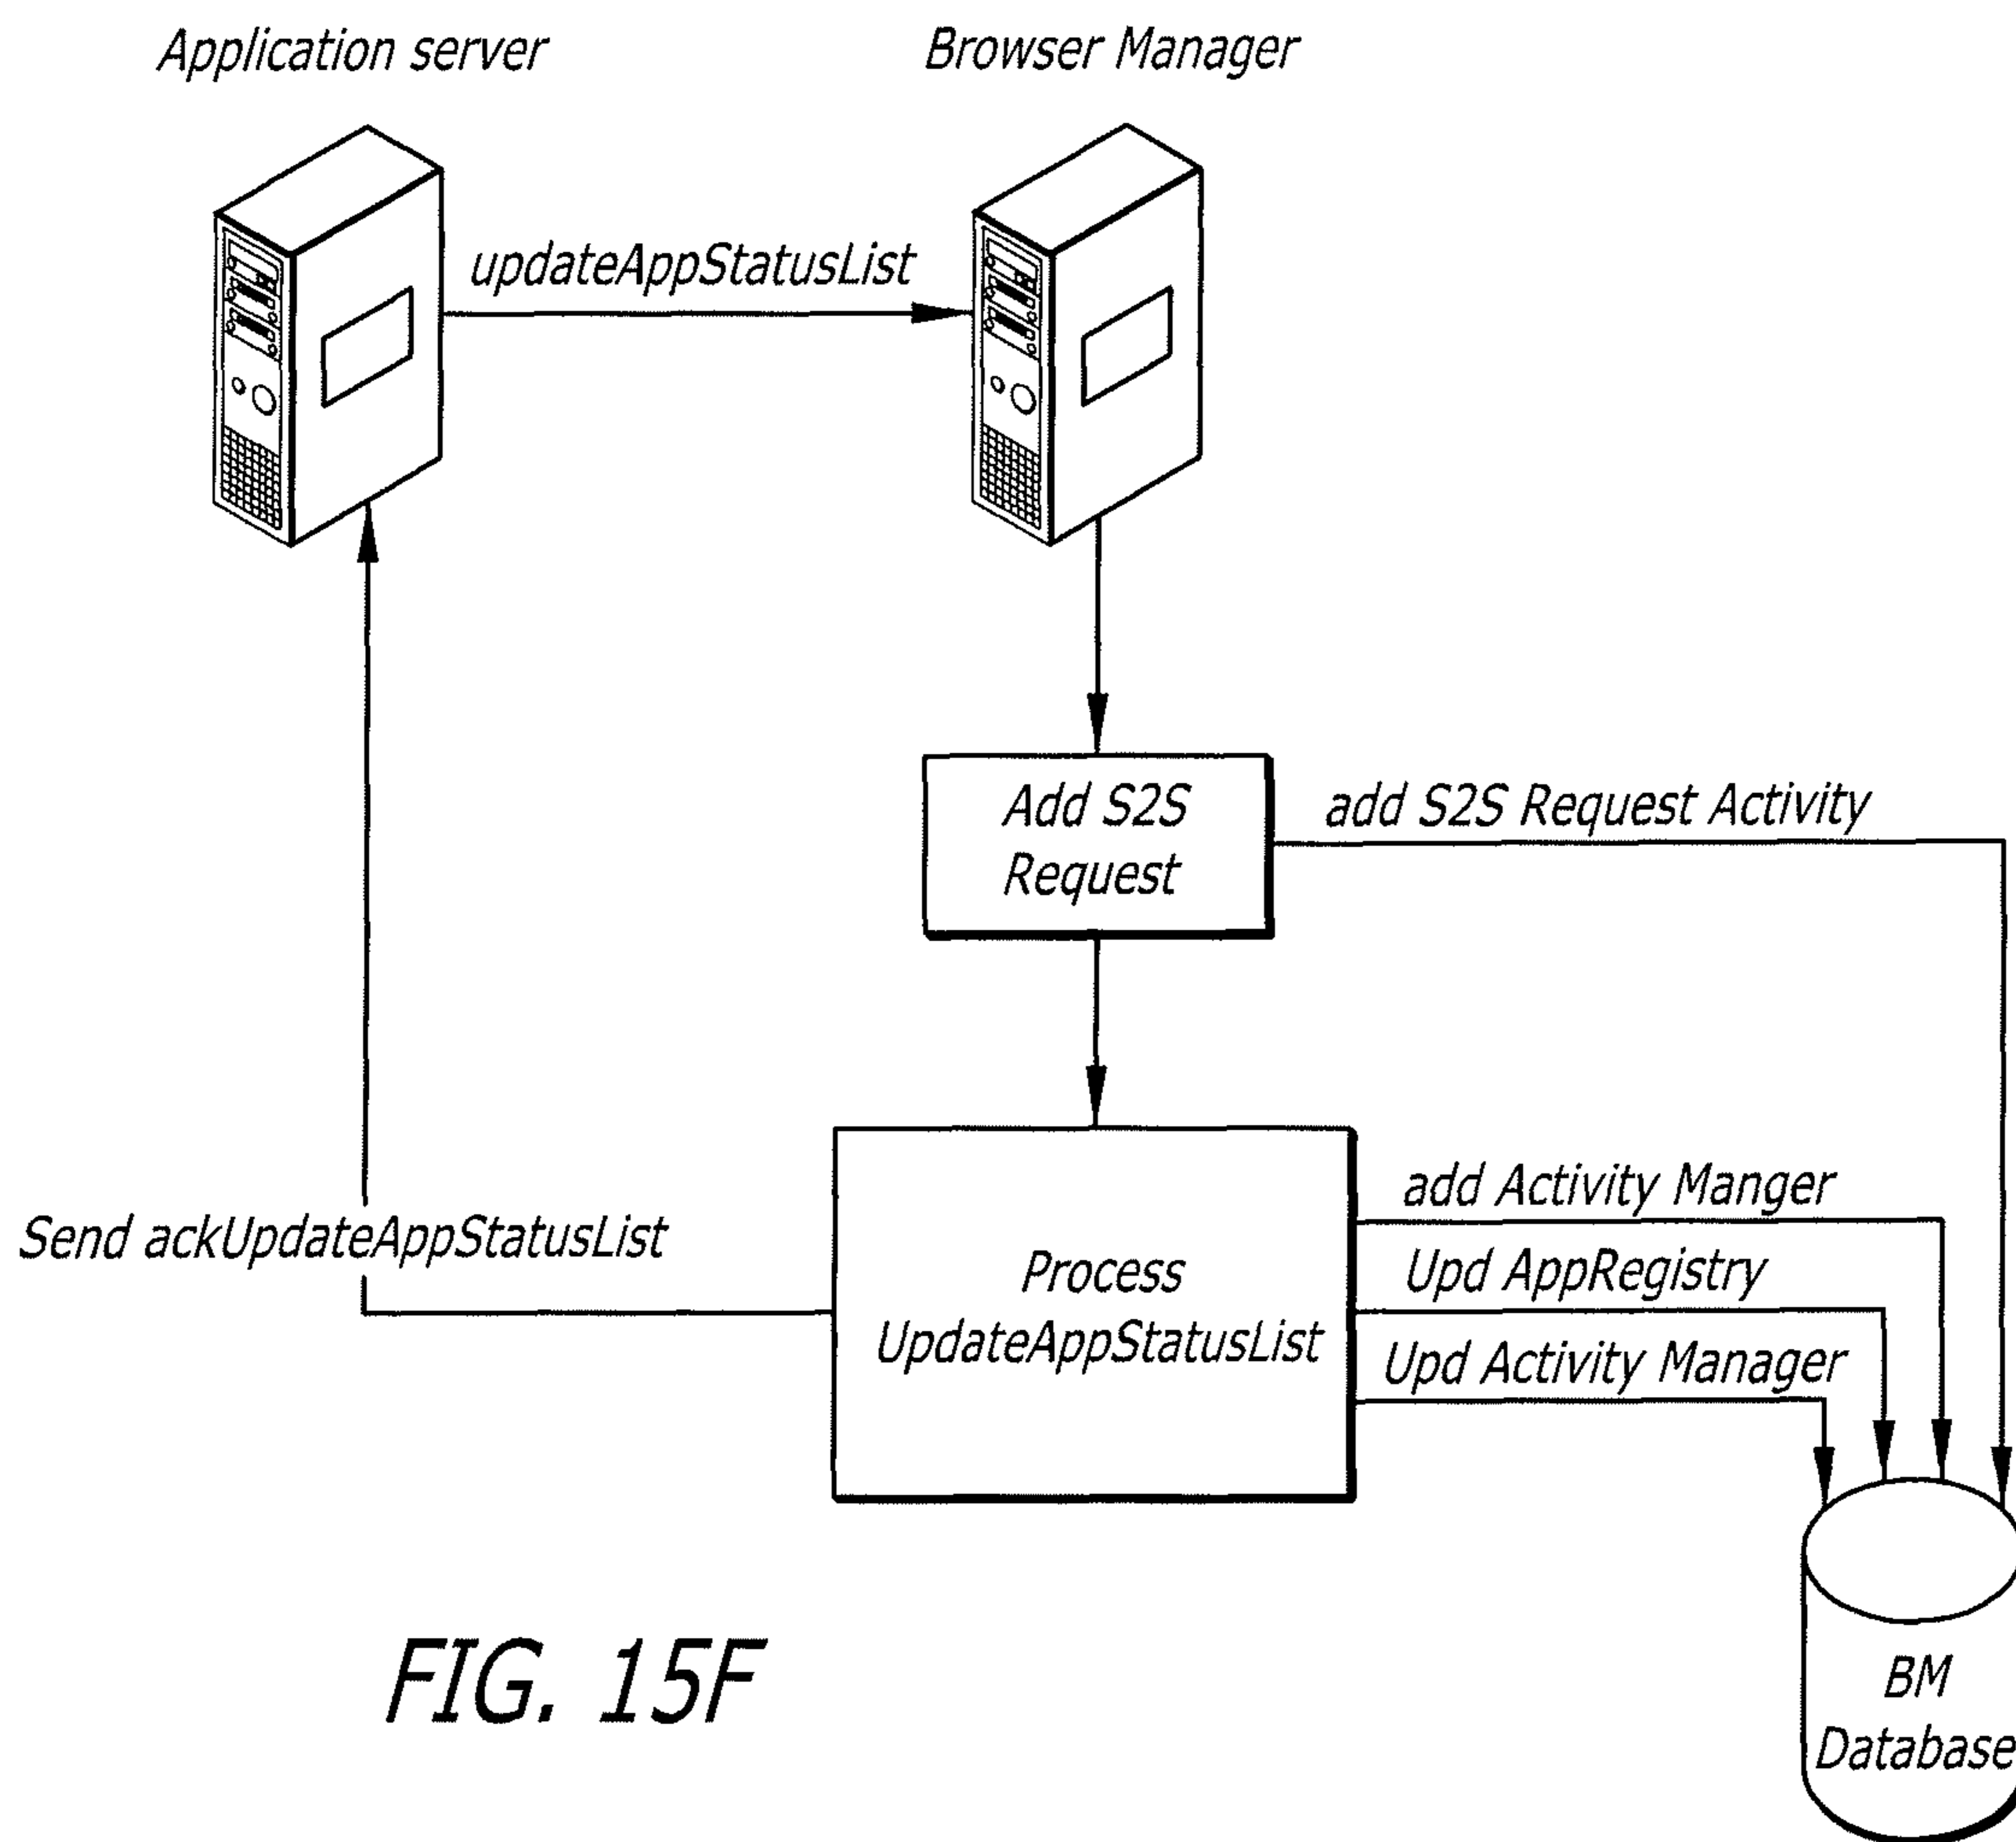 Application server
Browser Manager
updateAppStatusList
Add S2S
Request
add S2S Request Activity
Send ackUpdateAppStatusList
Process
UpdateAppStatusList
add Activity Manger
Upd AppRegistry
Upd Activity Manager
BM
Database
FIG. 15F